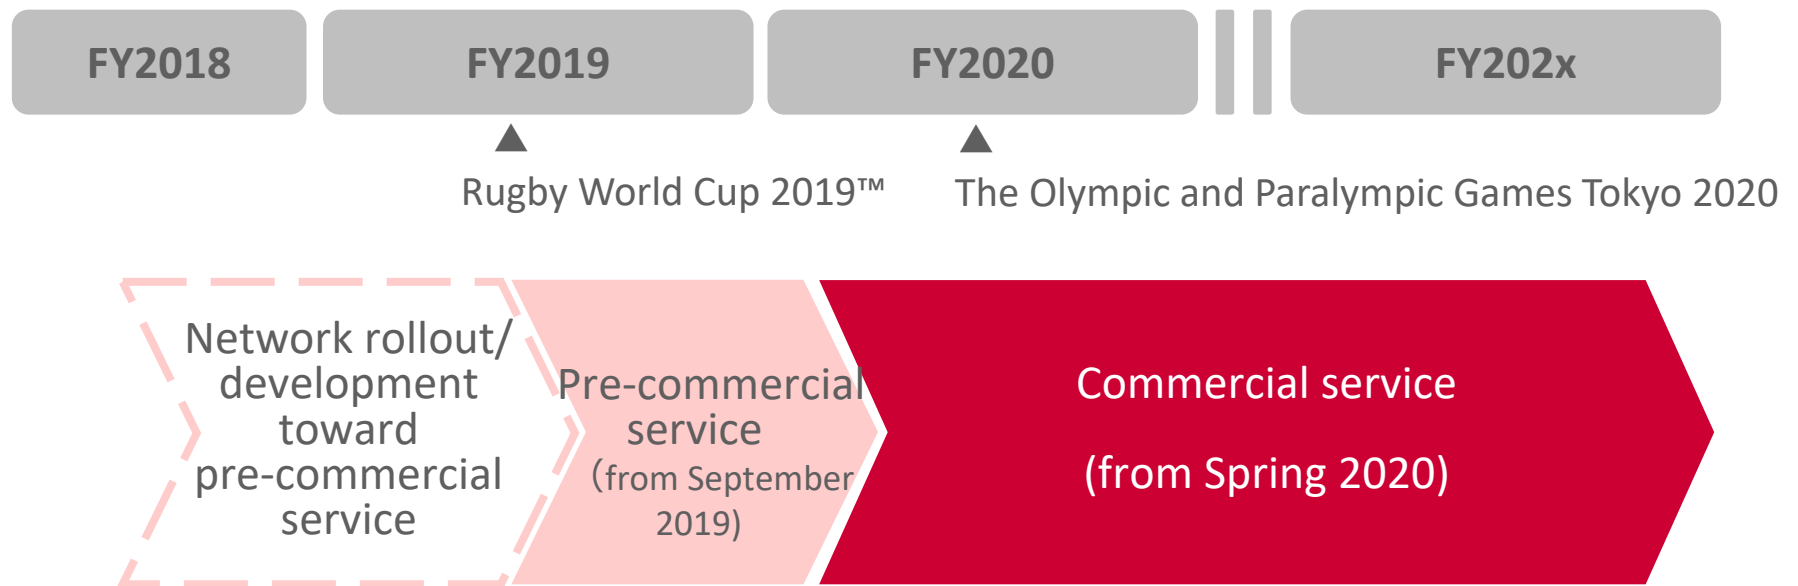 FY2018
FY2019
FY2020
FY202x
Rugby World Cup 2019™
The Olympic and Paralympic Games Tokyo 2020
Network rollout/
development
toward
pre-commercial
service
Pre-commercial
service
（from September
2019)
Commercial service
(from Spring 2020)